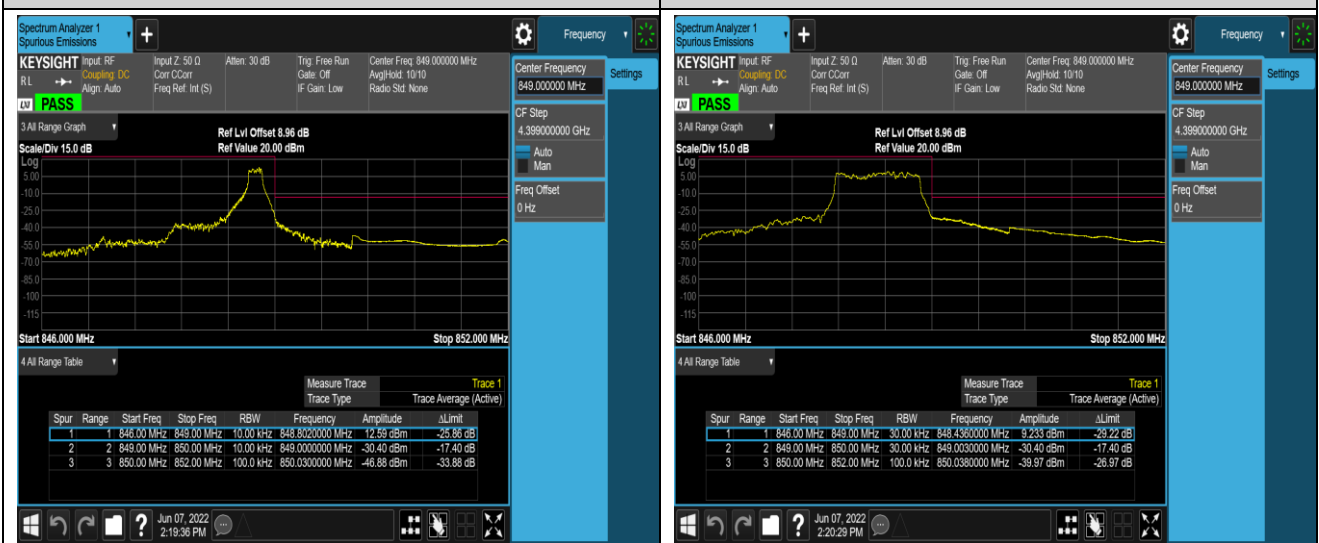 Spectrum Analyzer 1
Spurious Emissions
+
Frequency
KEYSIGHT
RL
Input: RF
Coupling: DC
Align: Auto
Input Z: 50 Ω
Corr CCorr
Freq Ref: Int (S)
Atten: 30 dB
Trig: Free Run
Gate: Off
IF Gain: Low
Center Freq: 849.000000 MHz
Avg|Hold: 10/10
Radio Std: None
PASS
3 All Range Graph
Ref Lvl Offset 8.96 dB
Scale/Div 15.0 dB
Ref Value 20.00 dBm
Log
5.00
-10.0
-25.0
-40.0
-55.0
-70.0
-85.0
-100
-115
Start 846.000 MHz
Stop 852.000 MHz
4 All Range Table
Measure Trace Trace 1
Trace Type Trace Average (Active)
Spur Range Start Freq Stop Freq RBW Frequency Amplitude ΔLimit
1 1 846.00 MHz 849.00 MHz 10.00 kHz 848.8020000 MHz 12.59 dBm -25.86 dB
2 2 849.00 MHz 850.00 MHz 10.00 kHz 849.0000000 MHz -30.40 dBm -17.40 dB
3 3 850.00 MHz 852.00 MHz 100.0 kHz 850.0300000 MHz -46.88 dBm -33.88 dB
?
Jun 07, 2022
2:19:36 PM
Center Frequency
849.000000 MHz
Settings
CF Step
4.399000000 GHz
Auto
Man
Freq Offset
0 Hz
Spectrum Analyzer 1
Spurious Emissions
+
Frequency
KEYSIGHT
RL
Input: RF
Coupling: DC
Align: Auto
Input Z: 50 Ω
Corr CCorr
Freq Ref: Int (S)
Atten: 30 dB
Trig: Free Run
Gate: Off
IF Gain: Low
Center Freq: 849.000000 MHz
Avg|Hold: 10/10
Radio Std: None
PASS
3 All Range Graph
Ref Lvl Offset 8.96 dB
Scale/Div 15.0 dB
Ref Value 20.00 dBm
Log
5.00
-10.0
-25.0
-40.0
-55.0
-70.0
-85.0
-100
-115
Start 846.000 MHz
Stop 852.000 MHz
4 All Range Table
Measure Trace Trace 1
Trace Type Trace Average (Active)
Spur Range Start Freq Stop Freq RBW Frequency Amplitude ΔLimit
1 1 846.00 MHz 849.00 MHz 30.00 kHz 848.4360000 MHz 9.233 dBm -29.22 dB
2 2 849.00 MHz 850.00 MHz 30.00 kHz 849.0030000 MHz -30.40 dBm -17.40 dB
3 3 850.00 MHz 852.00 MHz 100.0 kHz 850.0380000 MHz -39.97 dBm -26.97 dB
?
Jun 07, 2022
2:20:29 PM
Center Frequency
849.000000 MHz
Settings
CF Step
4.399000000 GHz
Auto
Man
Freq Offset
0 Hz